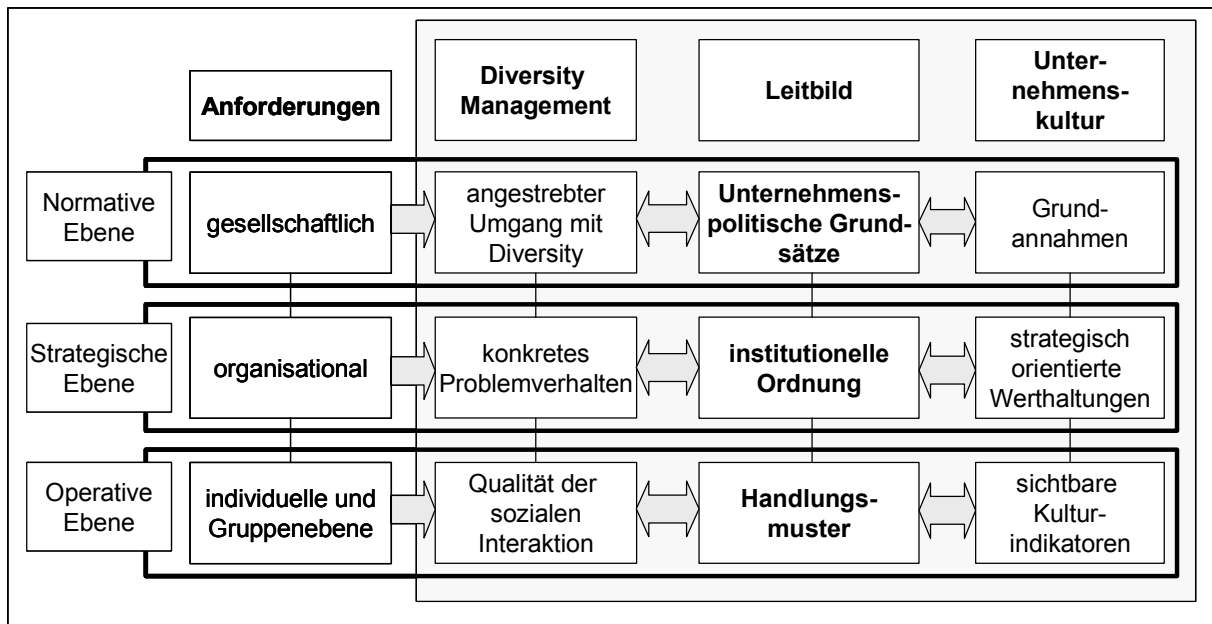 Anforderungen
Diversity
Management
Leitbild
Unter-
nehmens-
kultur
Normative
Ebene
gesellschaftlich
angestrebter
Umgang mit
Diversity
Unternehmens-
politische Grund-
sätze
Grund-
annahmen
Strategische
Ebene
organisational
konkretes
Problemverhalten
institutionelle
Ordnung
strategisch
orientierte
Werthaltungen
Operative
Ebene
individuelle und
Gruppenebene
Qualität der
sozialen
Interaktion
Handlungs-
muster
sichtbare
Kultur-
indikatoren